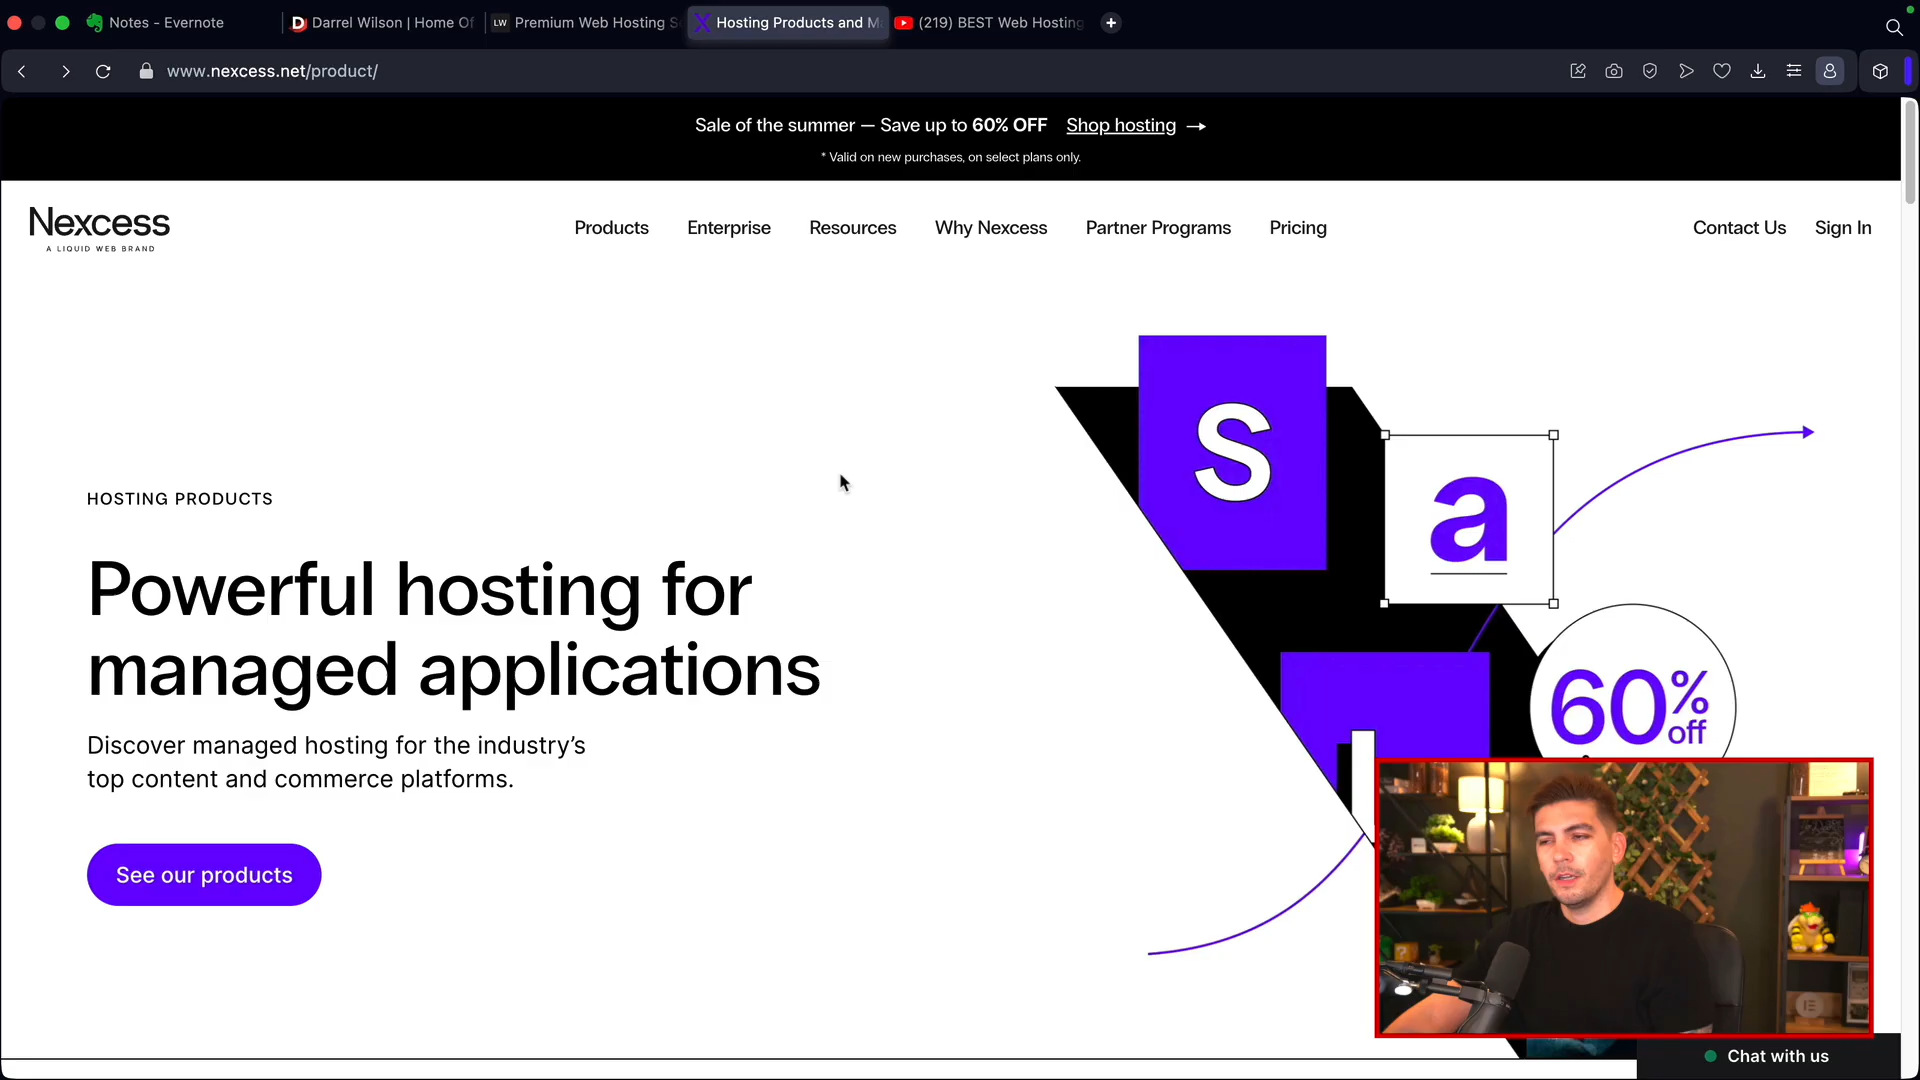 Notes - Evernote
Darrel Wilson | Home Of
LW
Premium Web Hosting S
Hosting Products and M
(219) BEST Web Hosting
www.nexcess.net/product/
Sale of the summer — Save up to 60% OFF Shop hosting →
* Valid on new purchases, on select plans only.
Nexcess
A LIQUID WEB BRAND
Products
Enterprise
Resources
Why Nexcess
Partner Programs
Pricing
Contact Us
Sign In
S
a
60%
off
HOSTING PRODUCTS
Powerful hosting for
managed applications
Discover managed hosting for the industry’s
top content and commerce platforms.
See our products
Chat with us